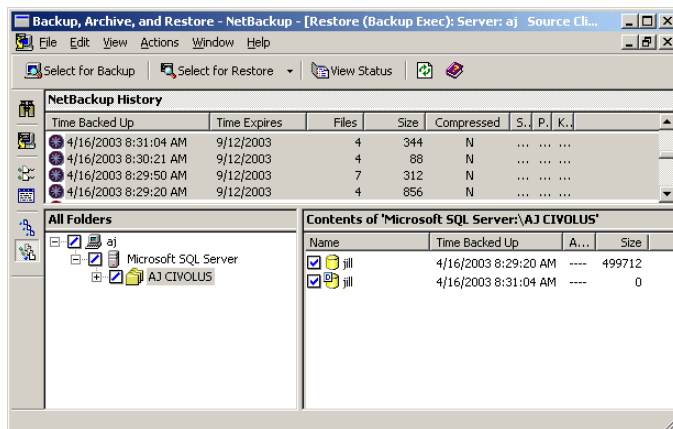 Backup, Archive, and Restore - NetBackup - [Restore (Backup Exec): Server: aj Source Cli...
File Edit View Actions Window Help
Select for Backup Select for Restore View Status
NetBackup History
Time Backed Up Time Expires Files Size Compressed S.. P.. K..
4/16/2003 8:31:04 AM 9/12/2003 4 344 N ... ... ...
4/16/2003 8:30:21 AM 9/12/2003 4 88 N ... ... ...
4/16/2003 8:29:50 AM 9/12/2003 7 312 N ... ... ...
4/16/2003 8:29:20 AM 9/12/2003 4 856 N ... ... ...
All Folders Contents of 'Microsoft SQL Server:\AJ CIVOLUS'
Name Time Backed Up A... Size
aj
Microsoft SQL Server
AJ CIVOLUS
jill 4/16/2003 8:29:20 AM ---- 499712
jill 4/16/2003 8:31:04 AM ---- 0